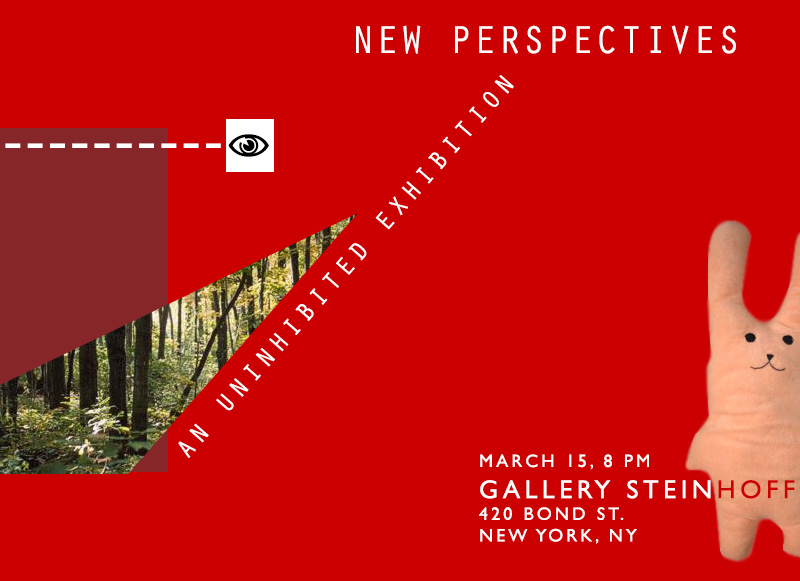 NEW PERSPECTIVES
AN UNINHIBITED EXHIBITION
MARCH 15, 8 PM
GALLERY STEINHOFF
420 BOND ST.
NEW YORK, NY